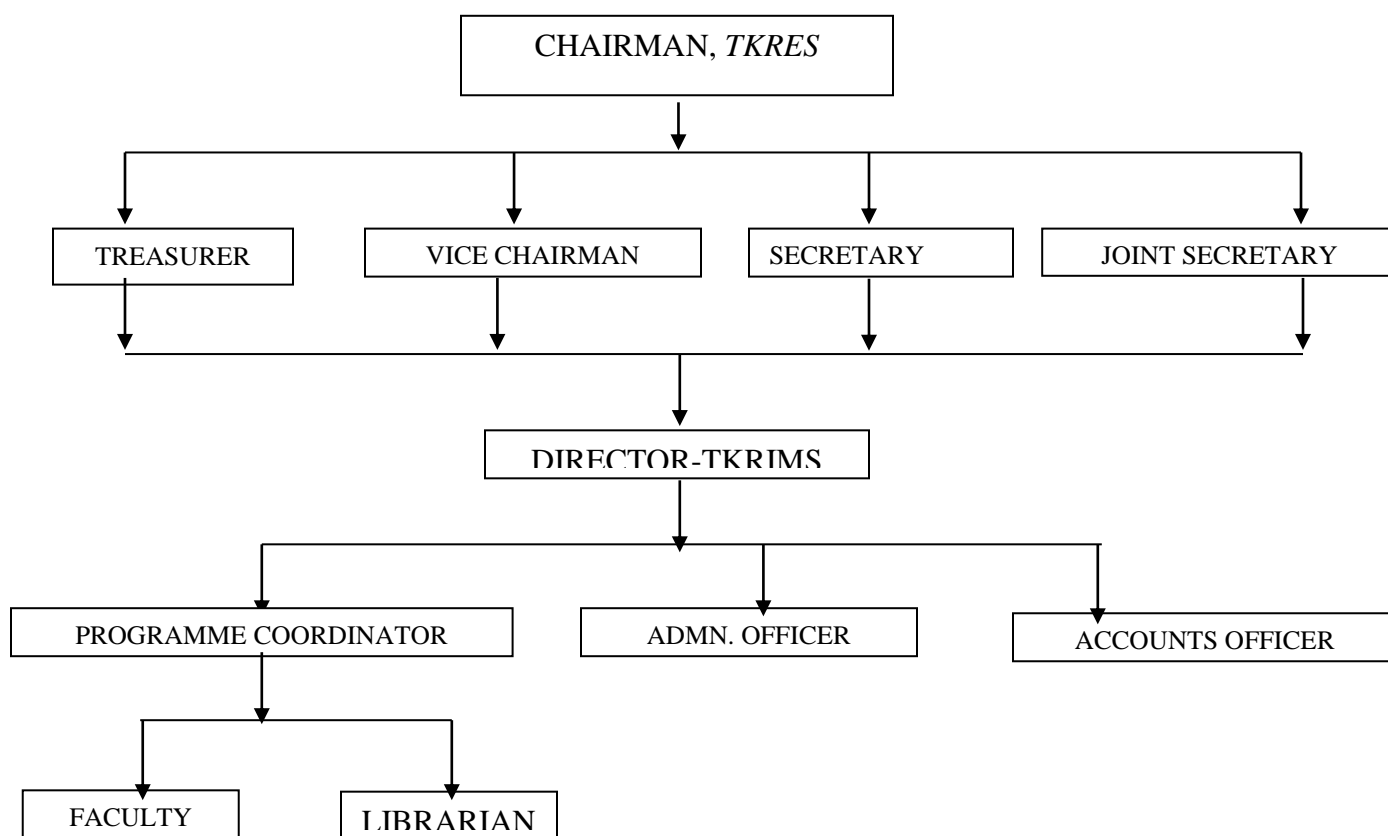 CHAIRMAN, TKRES
TREASURER
VICE CHAIRMAN
SECRETARY
JOINT SECRETARY
DIRECTOR-TKRIMS
PROGRAMME COORDINATOR
ADMN. OFFICER
ACCOUNTS OFFICER
FACULTY
LIBRARIAN